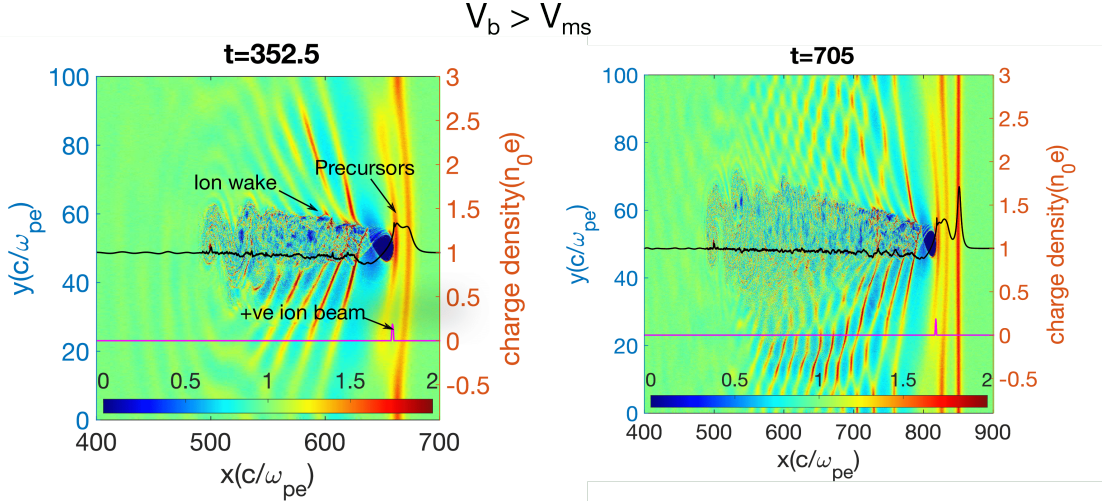 V_b > V_ms
t=352.5
100
80
60
40
20
0
y(c/ω_pe)
Precursors
Ion wake
+ve ion beam
0 0.5 1 1.5 2
3
2.5
2
1.5
1
0.5
0
-0.5
charge density(n_0e)
400 500 600 700
x(c/ω_pe)
t=705
100
80
60
40
20
0
y(c/ω_pe)
0 0.5 1 1.5 2
3
2.5
2
1.5
1
0.5
0
-0.5
charge density(n_0e)
400 500 600 700 800 900
x(c/ω_pe)